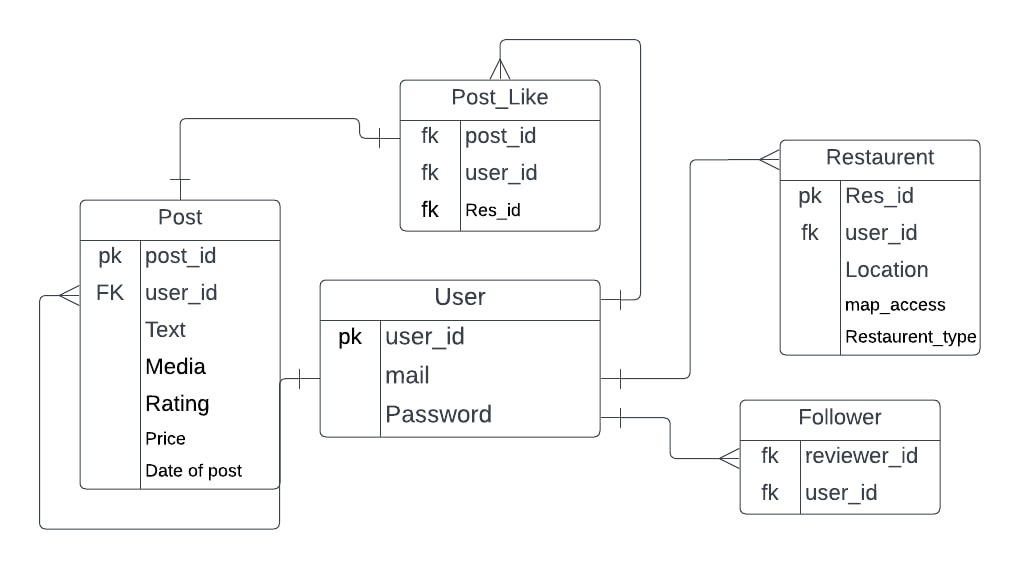 Post_Like
fk post_id
fk user_id
fk Res_id
Restaurent
pk Res_id
fk user_id
Location
map_access
Restaurent_type
Post
pk post_id
FK user_id
Text
Media
Rating
Price
Date of post
User
pk user_id
mail
Password
Follower
fk reviewer_id
fk user_id